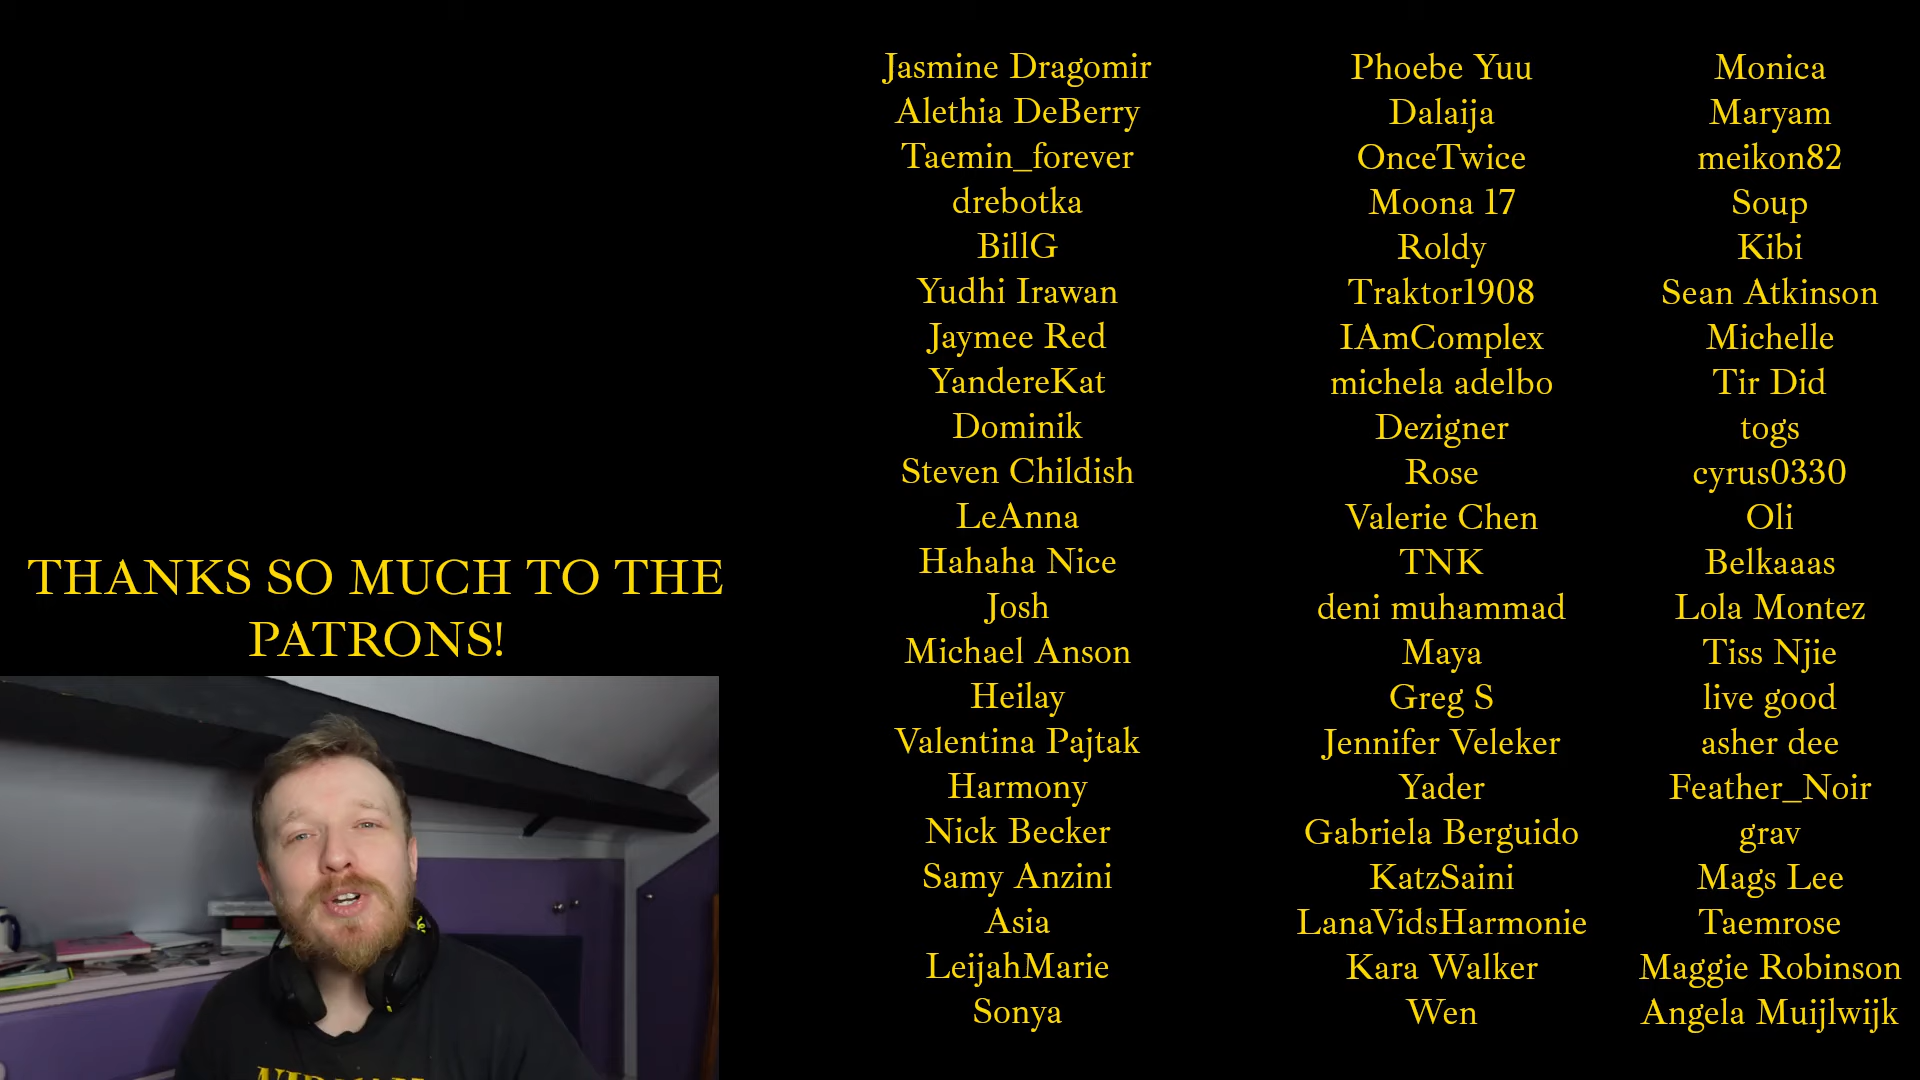 THANKS SO MUCH TO THE
PATRONS!
Jasmine Dragomir
Alethia DeBerry
Taemin_forever
drebotka
BillG
Yudhi Irawan
Jaymee Red
YandereKat
Dominik
Steven Childish
LeAnna
Hahaha Nice
Josh
Michael Anson
Heilay
Valentina Pajtak
Harmony
Nick Becker
Samy Anzini
Asia
LeijahMarie
Sonya
Phoebe Yuu
Dalaija
OnceTwice
Moona 17
Roldy
Traktor1908
IAmComplex
michela adelbo
Dezigner
Rose
Valerie Chen
TNK
deni muhammad
Maya
Greg S
Jennifer Veleker
Yader
Gabriela Berguido
KatzSaini
LanaVidsHarmonie
Kara Walker
Wen
Monica
Maryam
meikon82
Soup
Kibi
Sean Atkinson
Michelle
Tir Did
togs
cyrus0330
Oli
Belkaaas
Lola Montez
Tiss Njie
live good
asher dee
Feather_Noir
grav
Mags Lee
Taemrose
Maggie Robinson
Angela Muijlwijk